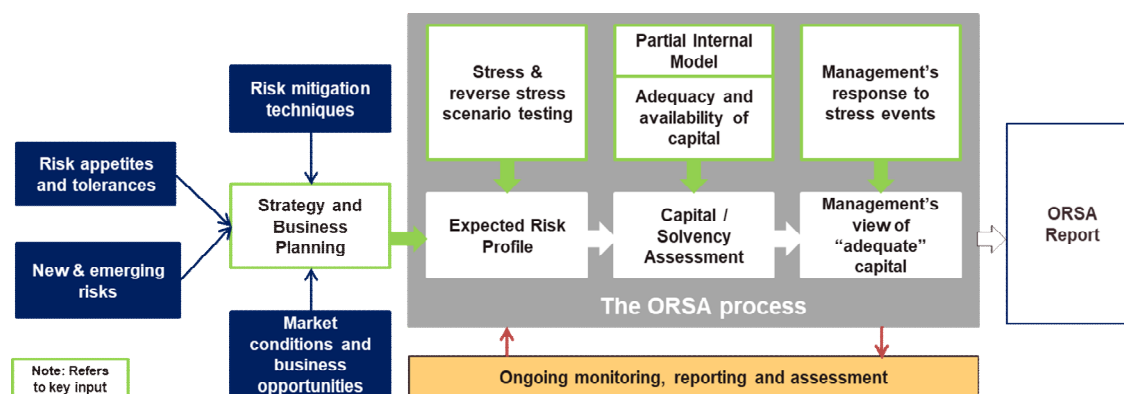 Risk appetites
and tolerances
New & emerging
risks
Note: Refers
to key input
Risk mitigation
techniques
Strategy and
Business
Planning
Market
conditions and
business
opportunities
Stress &
reverse stress
scenario testing
Partial Internal
Model
Adequacy and
availability of
capital
Management's
response to
stress events
Expected Risk
Profile
Capital /
Solvency
Assessment
Management's
view of
“adequate”
capital
The ORSA process
Ongoing monitoring, reporting and assessment
ORSA
Report